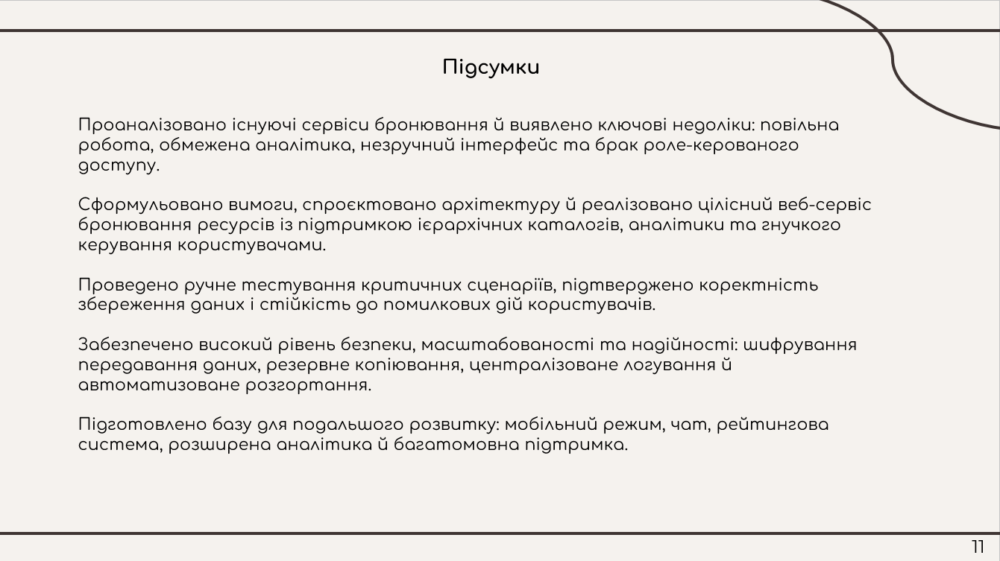 Підсумки
Проаналізовано існуючі сервіси бронювання й виявлено ключові недоліки: повільна
робота, обмежена аналітика, незручний інтерфейс та брак роле-керованого
доступу.
Сформульовано вимоги, спроєктовано архітектуру й реалізовано цілісний веб-сервіс
бронювання ресурсів із підтримкою ієрархічних каталогів, аналітики та гнучкого
керування користувачами.
Проведено ручне тестування критичних сценаріїв, підтверджено коректність
збереження даних і стійкість до помилкових дій користувачів.
Забезпечено високий рівень безпеки, масштабованості та надійності: шифрування
передавання даних, резервне копіювання, централізоване логування й
автоматизоване розгортання.
Підготовлено базу для подальшого розвитку: мобільний режим, чат, рейтингова
система, розширена аналітика й багатомовна підтримка.
11